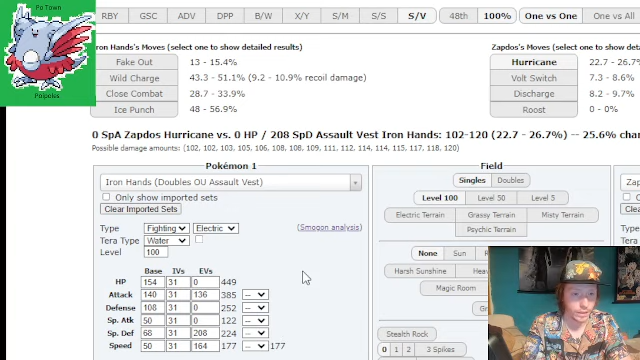 Po Town
Poipoles
RBY GSC ADV DPP B/W X/Y S/M S/S S/V 48th 100% One vs One One vs All
Iron Hands's Moves (select one to show detailed results) Zapdos's Moves (select one to show detailed
Fake Out 13 - 15.4% Hurricane 22.7 - 26.7%
Wild Charge 43.3 - 51.1% (9.2 - 10.9% recoil damage) Volt Switch 7.3 - 8.6%
Close Combat 28.7 - 33.9% Discharge 8.2 - 9.7%
Ice Punch 48 - 56.9% Roost 0 - 0%
0 SpA Zapdos Hurricane vs. 0 HP / 208 SpD Assault Vest Iron Hands: 102-120 (22.7 - 26.7%) -- 25.6%
Possible damage amounts: (102, 102, 103, 105, 106, 108, 108, 109, 111, 112, 114, 114, 115, 117, 118, 120)
Pokémon 1 Field
Iron Hands (Doubles OU Assault Vest) Singles Doubles
Only show imported sets Level 100 Level 50 Level 5
Clear Imported Sets Electric Terrain Grassy Terrain Misty Terrain
Type Fighting Electric (Smogon analysis) Psychic Terrain
Tera Type Water None Sun
Level 100 Harsh Sunshine
Base IVs EVs Magic Room
HP 154 31 0 449
Attack 140 31 136 385 --
Defense 108 31 0 252 --
Sp. Atk 50 31 0 122 -- Stealth Rock
Sp. Def 68 31 208 224 -- 0 1 2 3 Spikes
Speed 50 31 164 177 -- 177